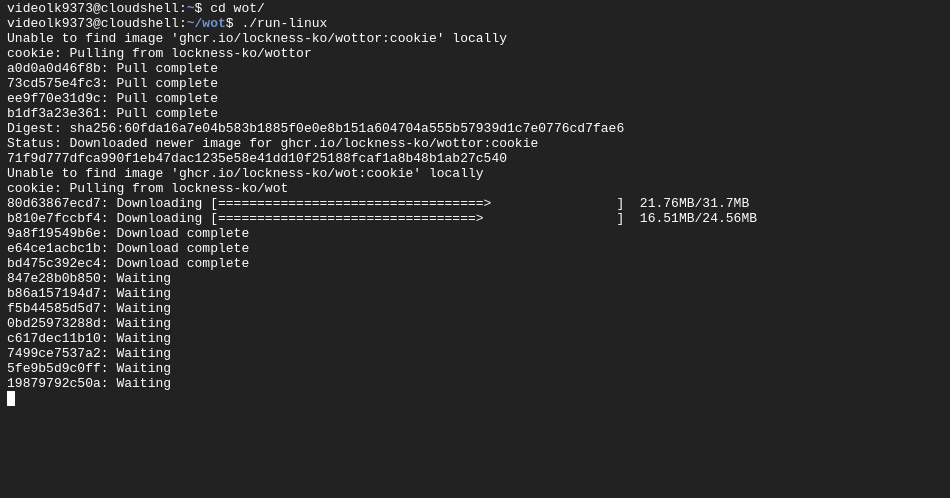 videolk9373@cloudshell:~$ cd wot/
videolk9373@cloudshell:~/wot$ ./run-linux
Unable to find image 'ghcr.io/lockness-ko/wottor:cookie' locally
cookie: Pulling from lockness-ko/wottor
a0d0a0d46f8b: Pull complete
73cd575e4fc3: Pull complete
ee9f70e31d9c: Pull complete
b1df3a23e361: Pull complete
Digest: sha256:60fda16a7e04b583b1885f0e0e8b151a604704a555b57939d1c7e0776cd7fae6
Status: Downloaded newer image for ghcr.io/lockness-ko/wottor:cookie
71f9d777dfca990f1eb47dac1235e58e41dd10f25188fcaf1a8b48b1ab27c540
Unable to find image 'ghcr.io/lockness-ko/wot:cookie' locally
cookie: Pulling from lockness-ko/wot
80d63867ecd7: Downloading [==================================>                ]  21.76MB/31.7MB
b810e7fccbf4: Downloading [=================================>                 ]  16.51MB/24.56MB
9a8f19549b6e: Download complete
e64ce1acbc1b: Download complete
bd475c392ec4: Download complete
847e28b0b850: Waiting
b86a157194d7: Waiting
f5b44585d5d7: Waiting
0bd25973288d: Waiting
c617dec11b10: Waiting
7499ce7537a2: Waiting
5fe9b5d9c0ff: Waiting
19879792c50a: Waiting